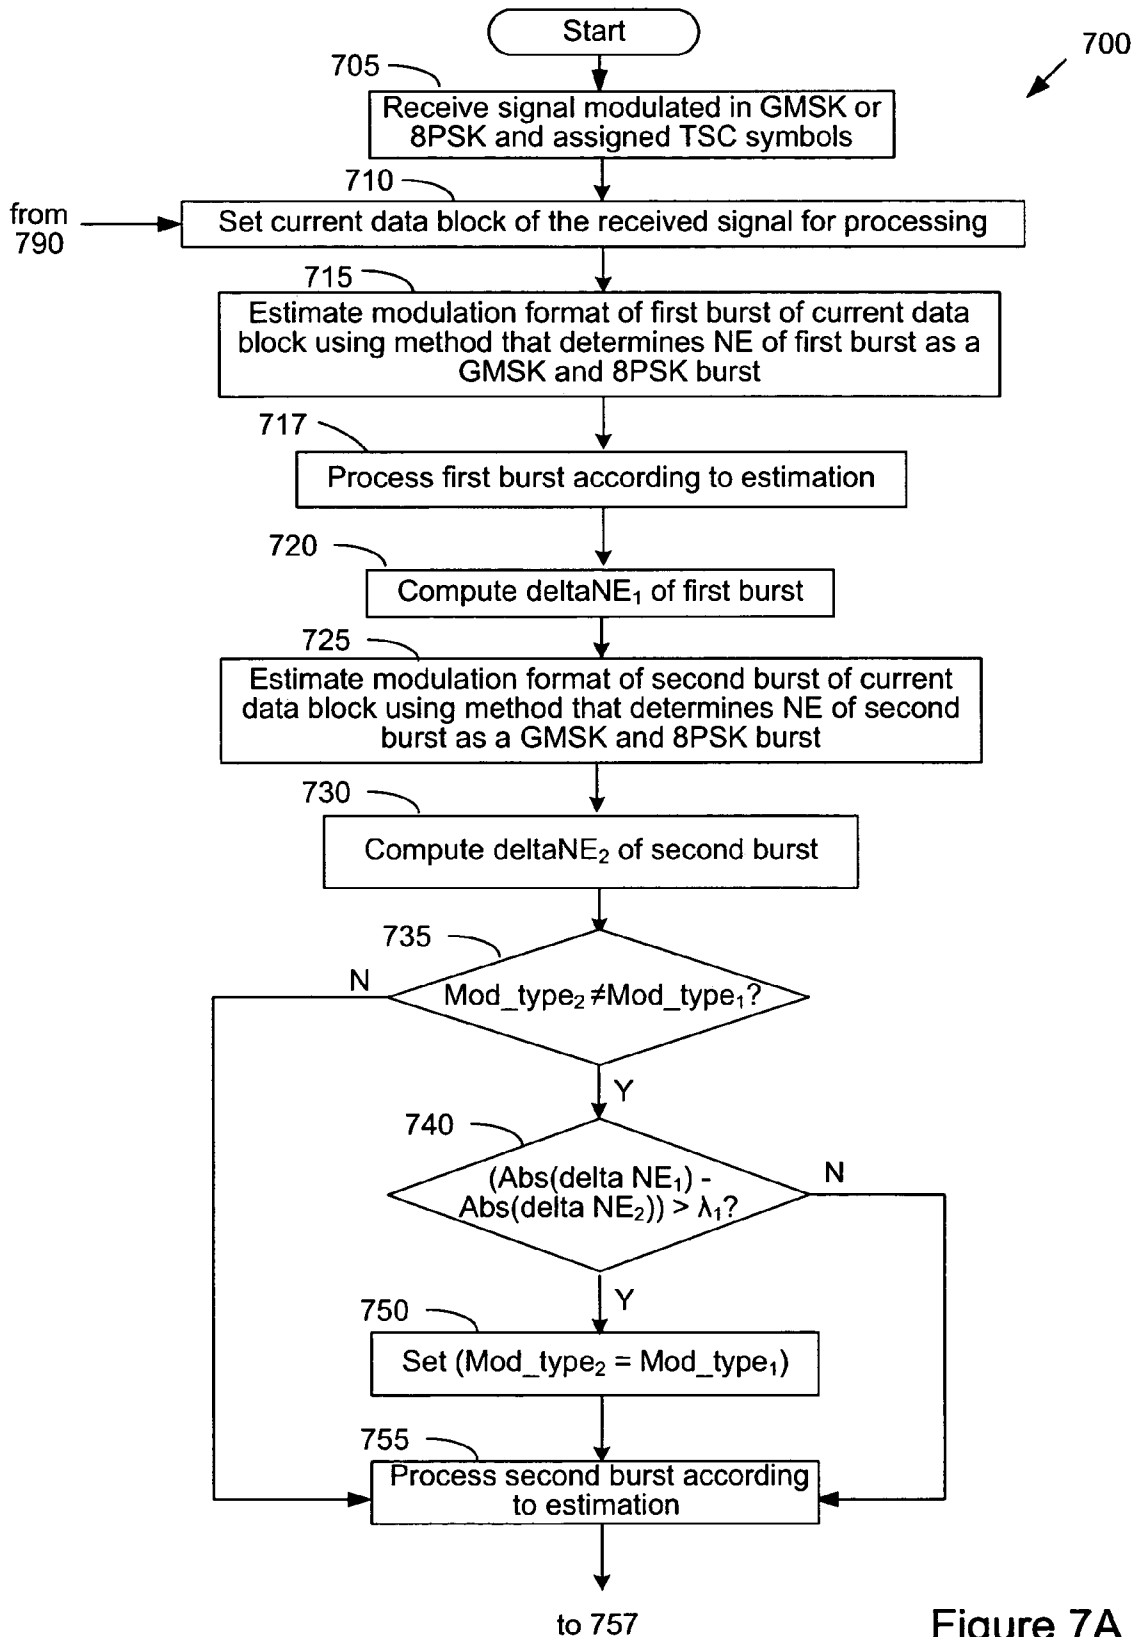 Start
700
705
Receive signal modulated in GMSK or
8PSK and assigned TSC symbols
710
from
790
Set current data block of the received signal for processing
715
Estimate modulation format of first burst of current data
block using method that determines NE of first burst as a
GMSK and 8PSK burst
717
Process first burst according to estimation
720
Compute deltaNE₁ of first burst
725
Estimate modulation format of second burst of current
data block using method that determines NE of second
burst as a GMSK and 8PSK burst
730
Compute deltaNE₂ of second burst
735
N
Mod_type₂ ≠Mod_type₁?
Y
740
(Abs(delta NE₁) -
Abs(delta NE₂)) > λ₁?
N
Y
750
Set (Mod_type₂ = Mod_type₁)
755
Process second burst according
to estimation
to 757
Figure 7A